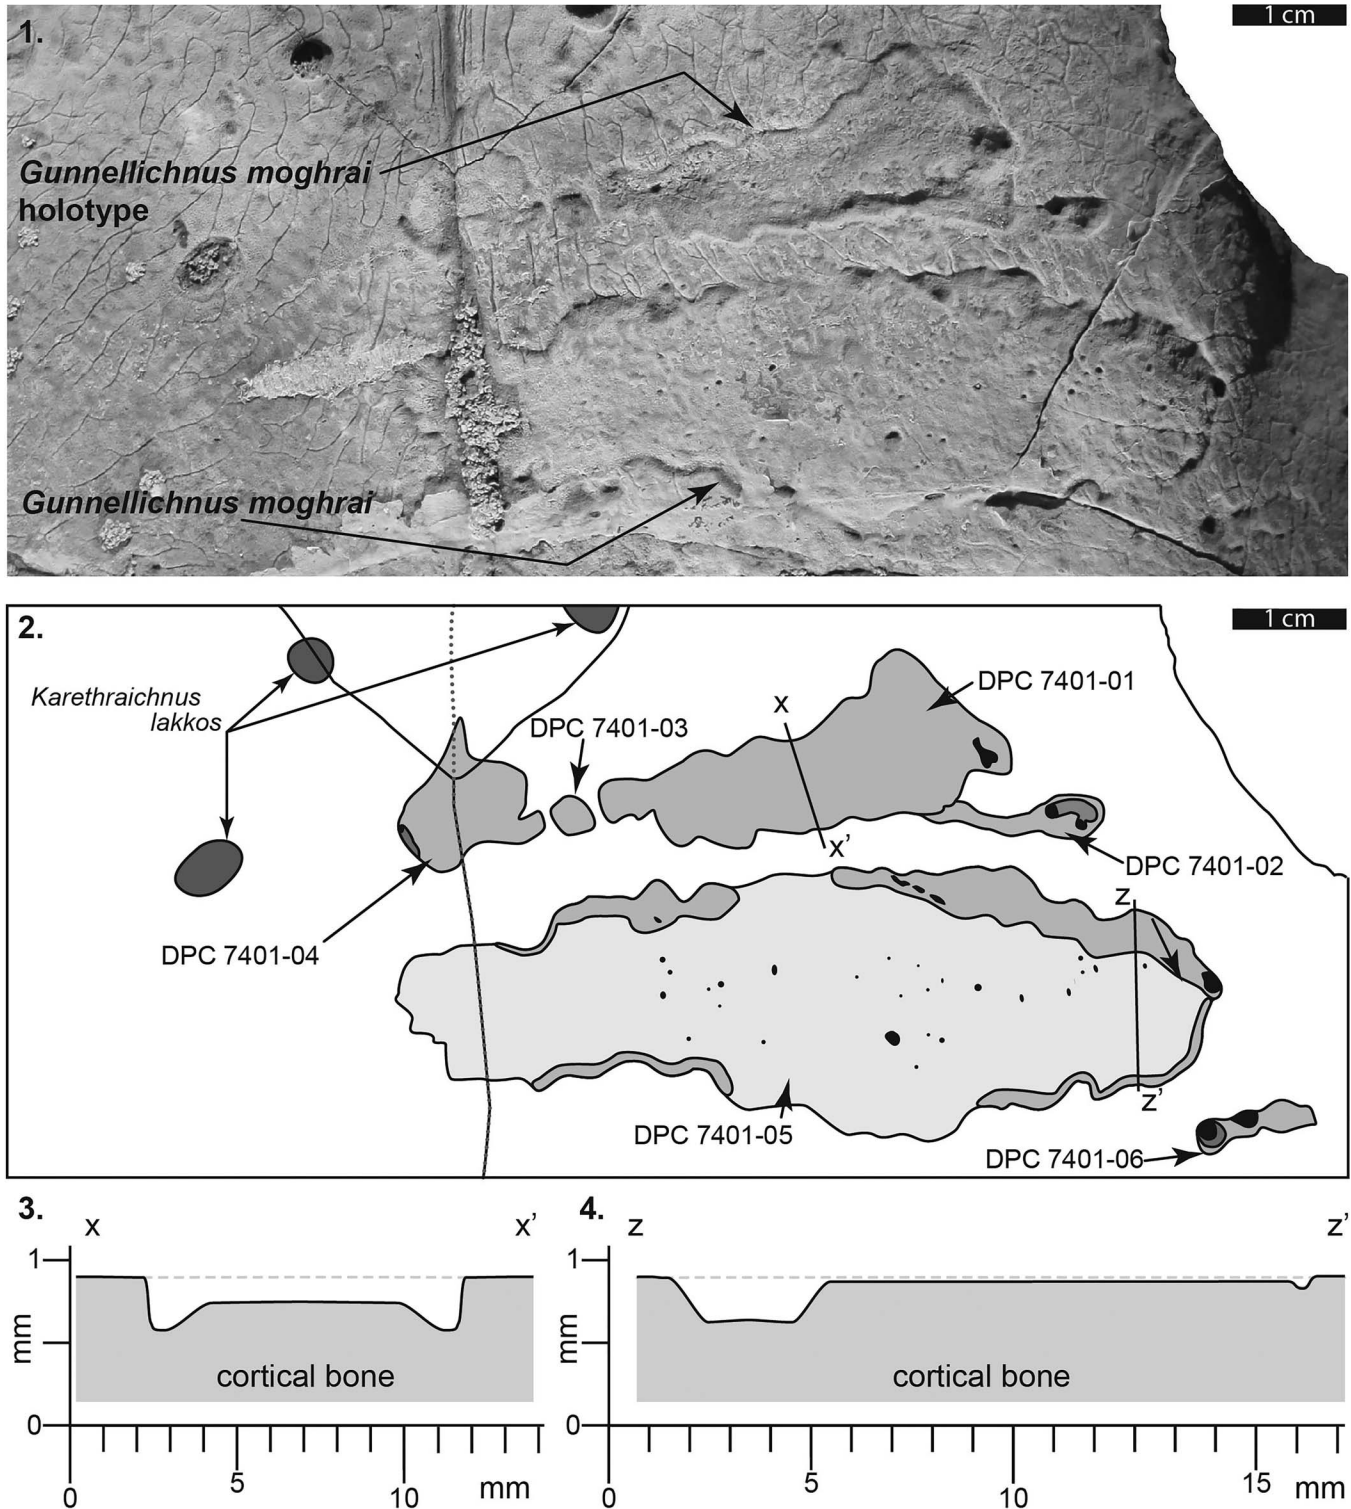 1.
1 cm
Gunnellichnus moghrai
holotype
Gunnellichnus moghrai
2.
1 cm
Karethraichnus
lakkos
DPC 7401-01
DPC 7401-03
x
x’
DPC 7401-02
z
DPC 7401-04
z’
DPC 7401-05
DPC 7401-06
3.
x
x’
1
mm
cortical bone
0
0
5
10
mm
4.
z
z’
1
mm
cortical bone
0
0
5
10
15
mm